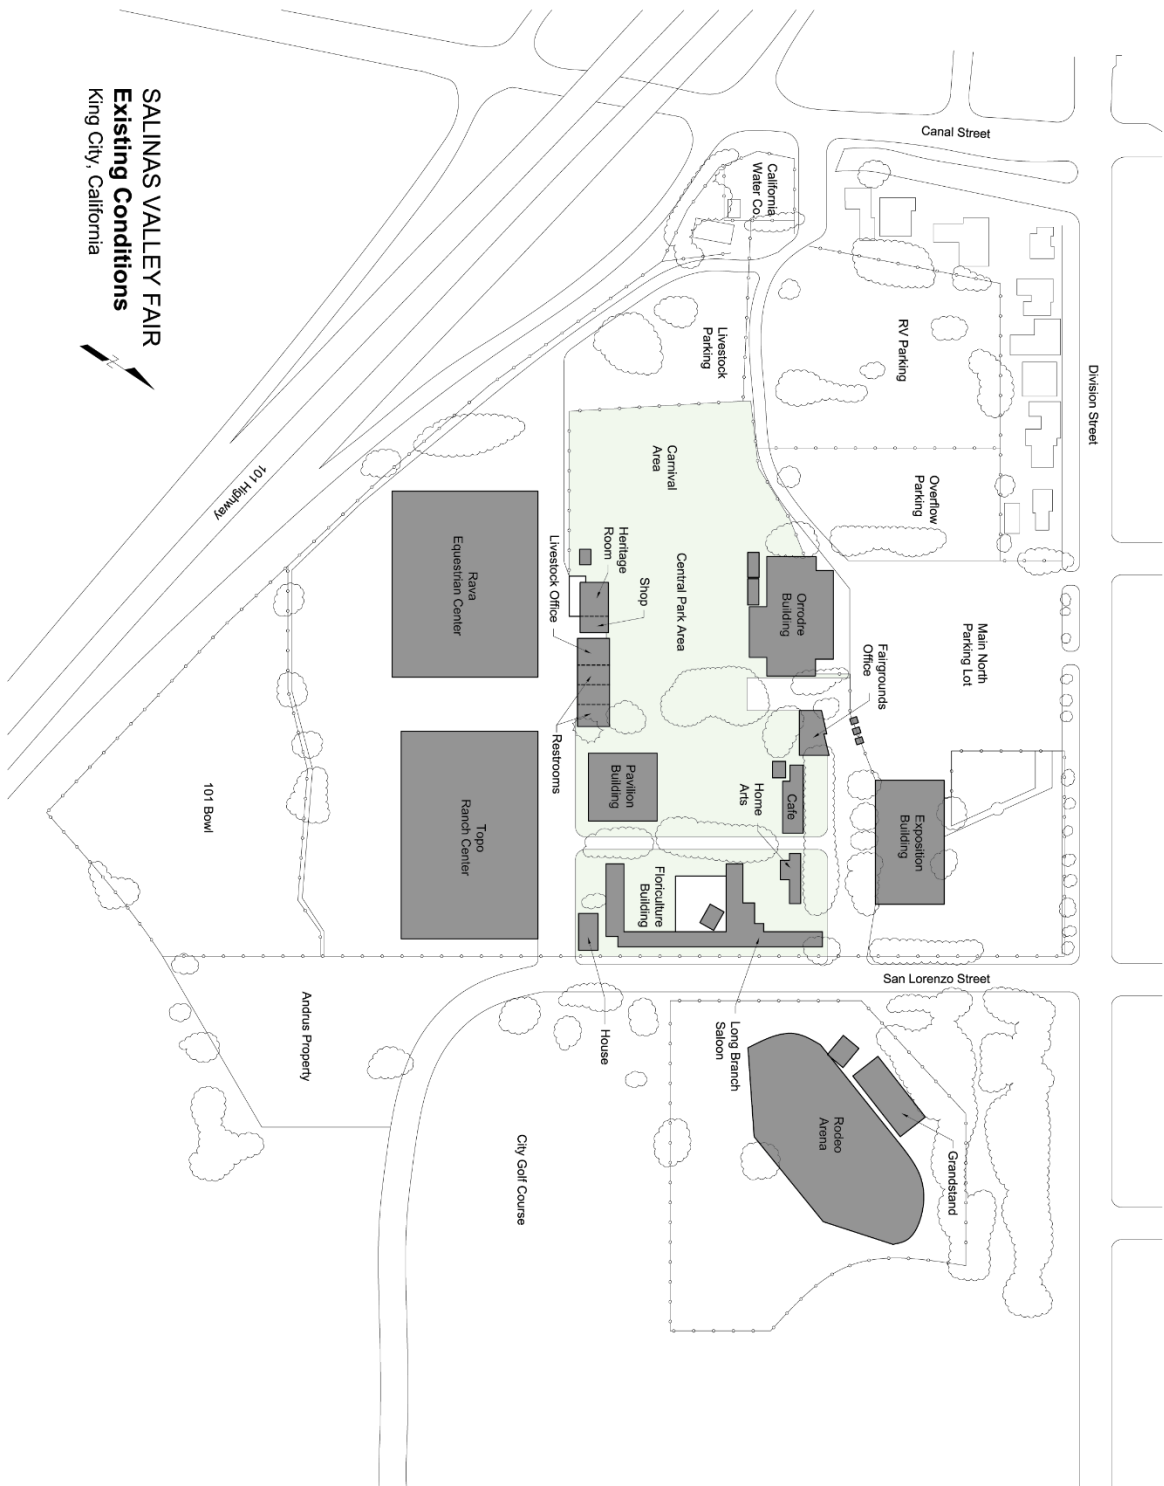 SALINAS VALLEY FAIR
Existing Conditions
King City, California
N
Canal Street
Division Street
California
Water Co.
RV Parking
Livestock
Parking
Overflow
Parking
Carnival
Area
101 Highway
Central Park Area
Orrodre
Building
Main North
Parking Lot
Fairgrounds
Office
Heritage
Room
Shop
Livestock Office
Restrooms
Rava
Equestrian Center
Pavilion
Building
Home
Arts
Cafe
Exposition
Building
Topo
Ranch Center
101 Bowl
Floriculture
Building
San Lorenzo Street
House
Long Branch
Saloon
Andrus Property
Rodeo
Arena
Grandstand
City Golf Course